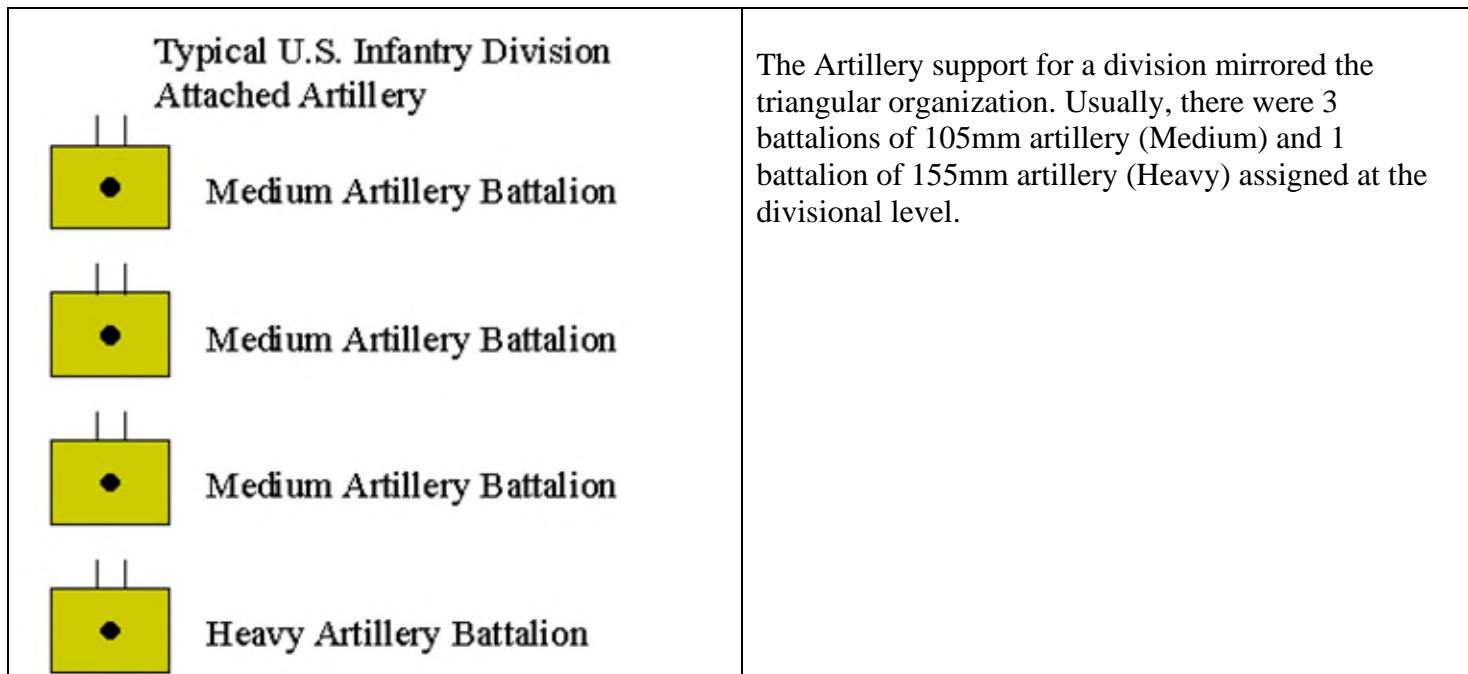 Typical U.S. Infantry Division
Attached Artillery
Medium Artillery Battalion
Medium Artillery Battalion
Medium Artillery Battalion
Heavy Artillery Battalion
The Artillery support for a division mirrored the
triangular organization. Usually, there were 3
battalions of 105mm artillery (Medium) and 1
battalion of 155mm artillery (Heavy) assigned at the
divisional level.